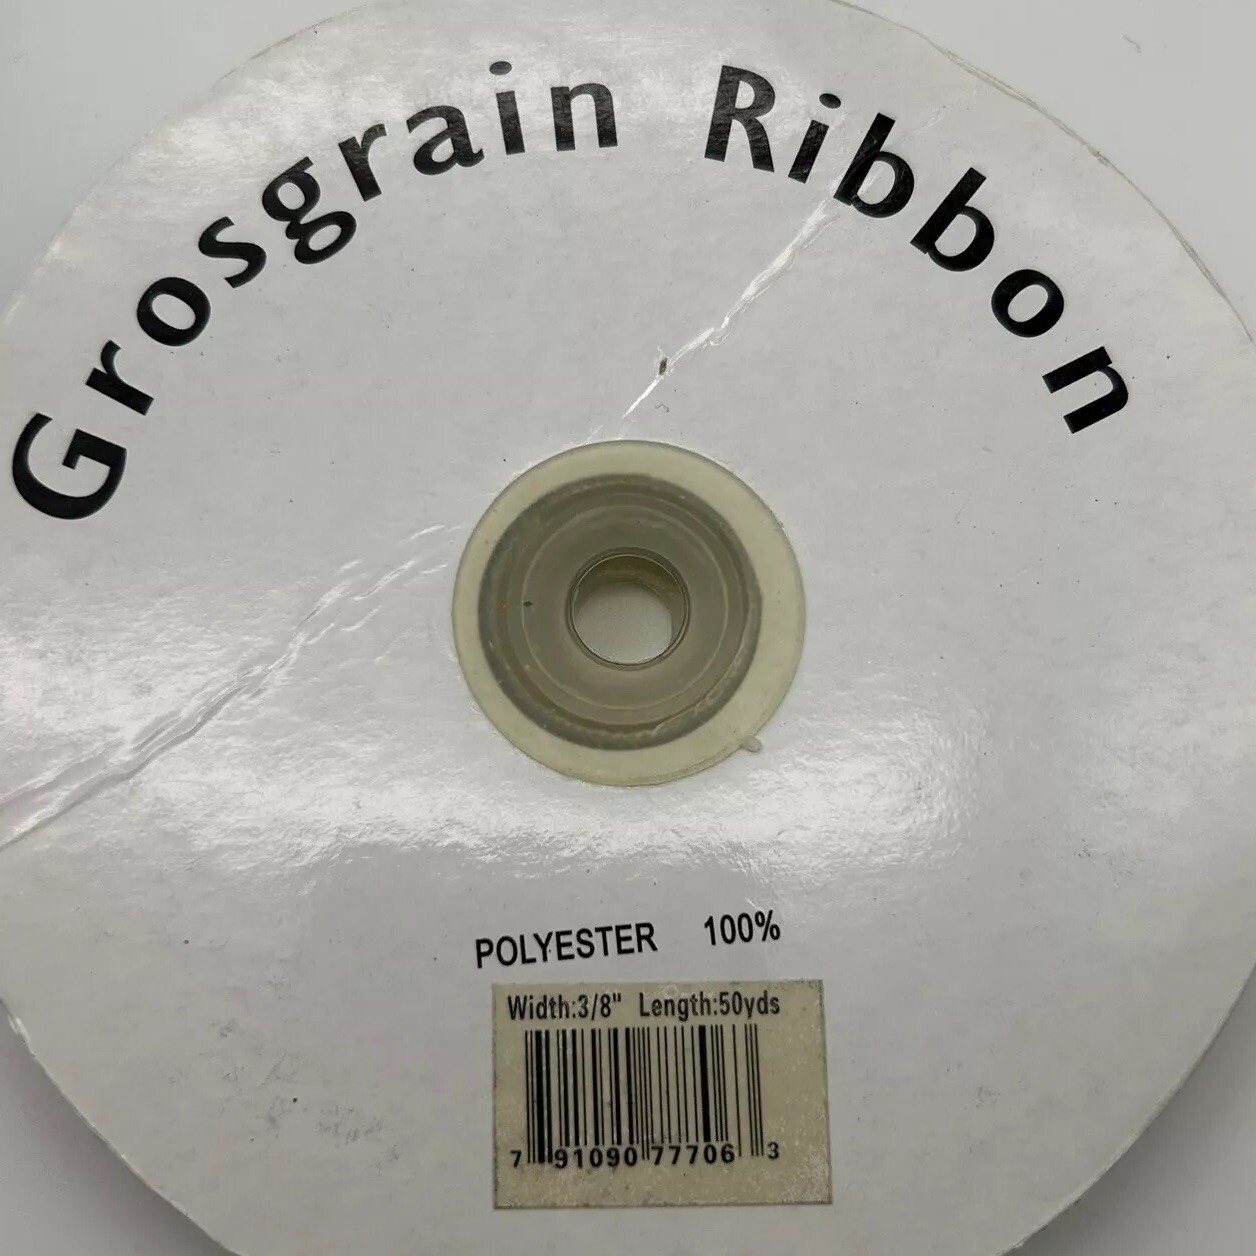 Grosgrain Ribbon
POLYESTER 100%
Width:3/8" Length:50yds
7 91090 77706 3